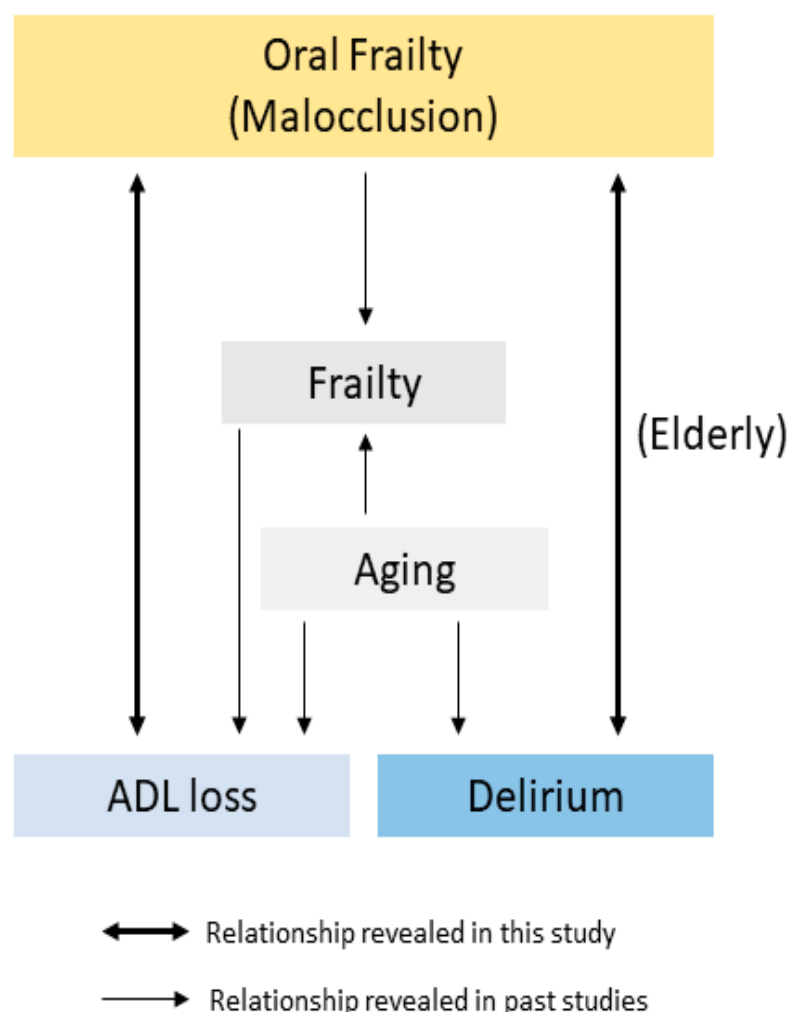 Oral Frailty
(Malocclusion)
Frailty
(Elderly)
Aging
ADL loss
Delirium
Relationship revealed in this study
Relationship revealed in past studies